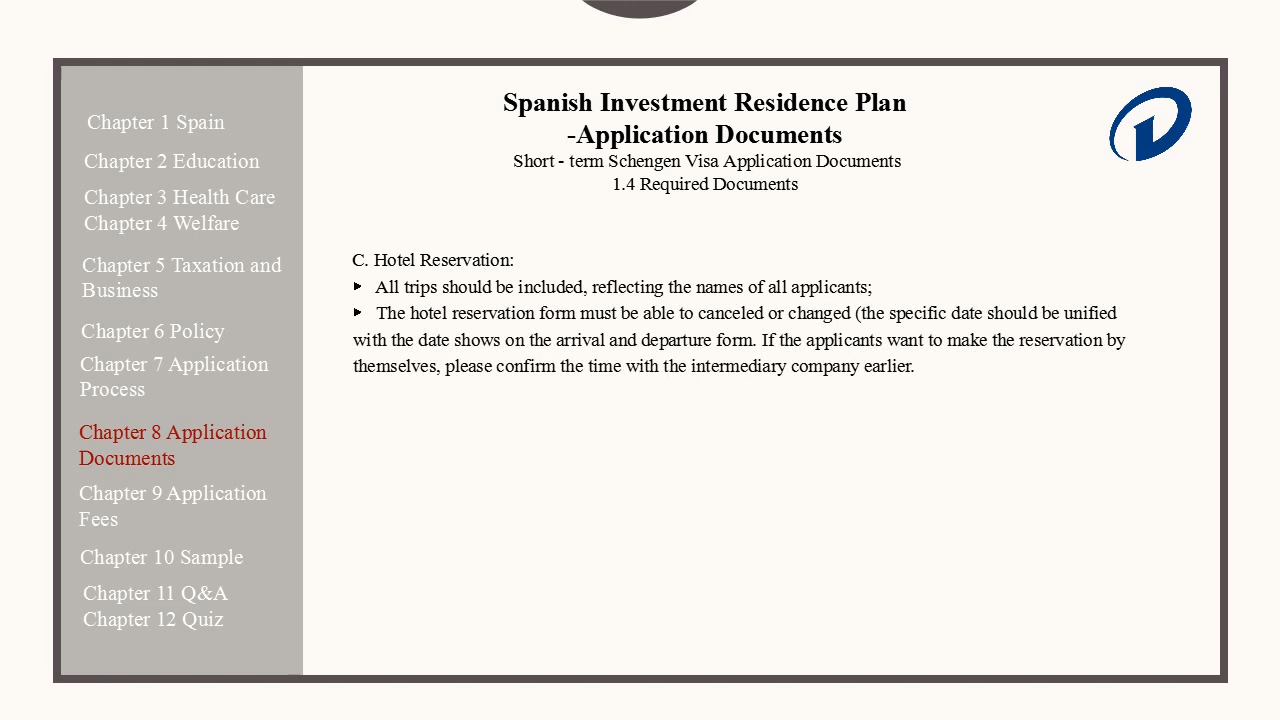 Chapter 1 Spain
Chapter 2 Education
Chapter 3 Health Care
Chapter 4 Welfare
Chapter 5 Taxation and
Business
Chapter 6 Policy
Chapter 7 Application
Process
Chapter 8 Application
Documents
Chapter 9 Application
Fees
Chapter 10 Sample
Chapter 11 Q&A
Chapter 12 Quiz
Spanish Investment Residence Plan
-Application Documents
Short - term Schengen Visa Application Documents
1.4 Required Documents
C. Hotel Reservation:
‣ All trips should be included, reflecting the names of all applicants;
‣ The hotel reservation form must be able to canceled or changed (the specific date should be unified
with the date shows on the arrival and departure form. If the applicants want to make the reservation by
themselves, please confirm the time with the intermediary company earlier.